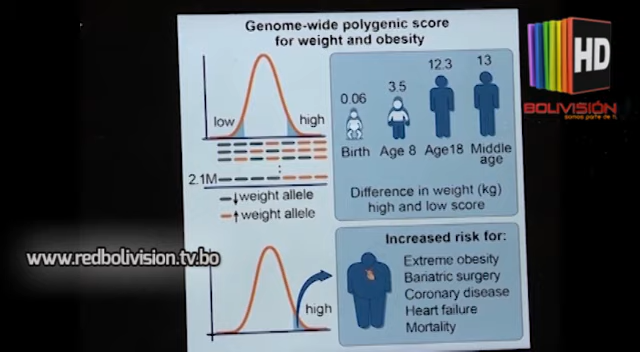 Genome-wide polygenic score
for weight and obesity
low
high
2.1M
↓weight allele
↑weight allele
0.06
3.5
12.3
13
Birth
Age 8
Age18
Middle
age
Difference in weight (kg)
high and low score
high
Increased risk for:
Extreme obesity
Bariatric surgery
Coronary disease
Heart failure
Mortality
HD
BOLIVISIÓN
www.redbolivision.tv.bo